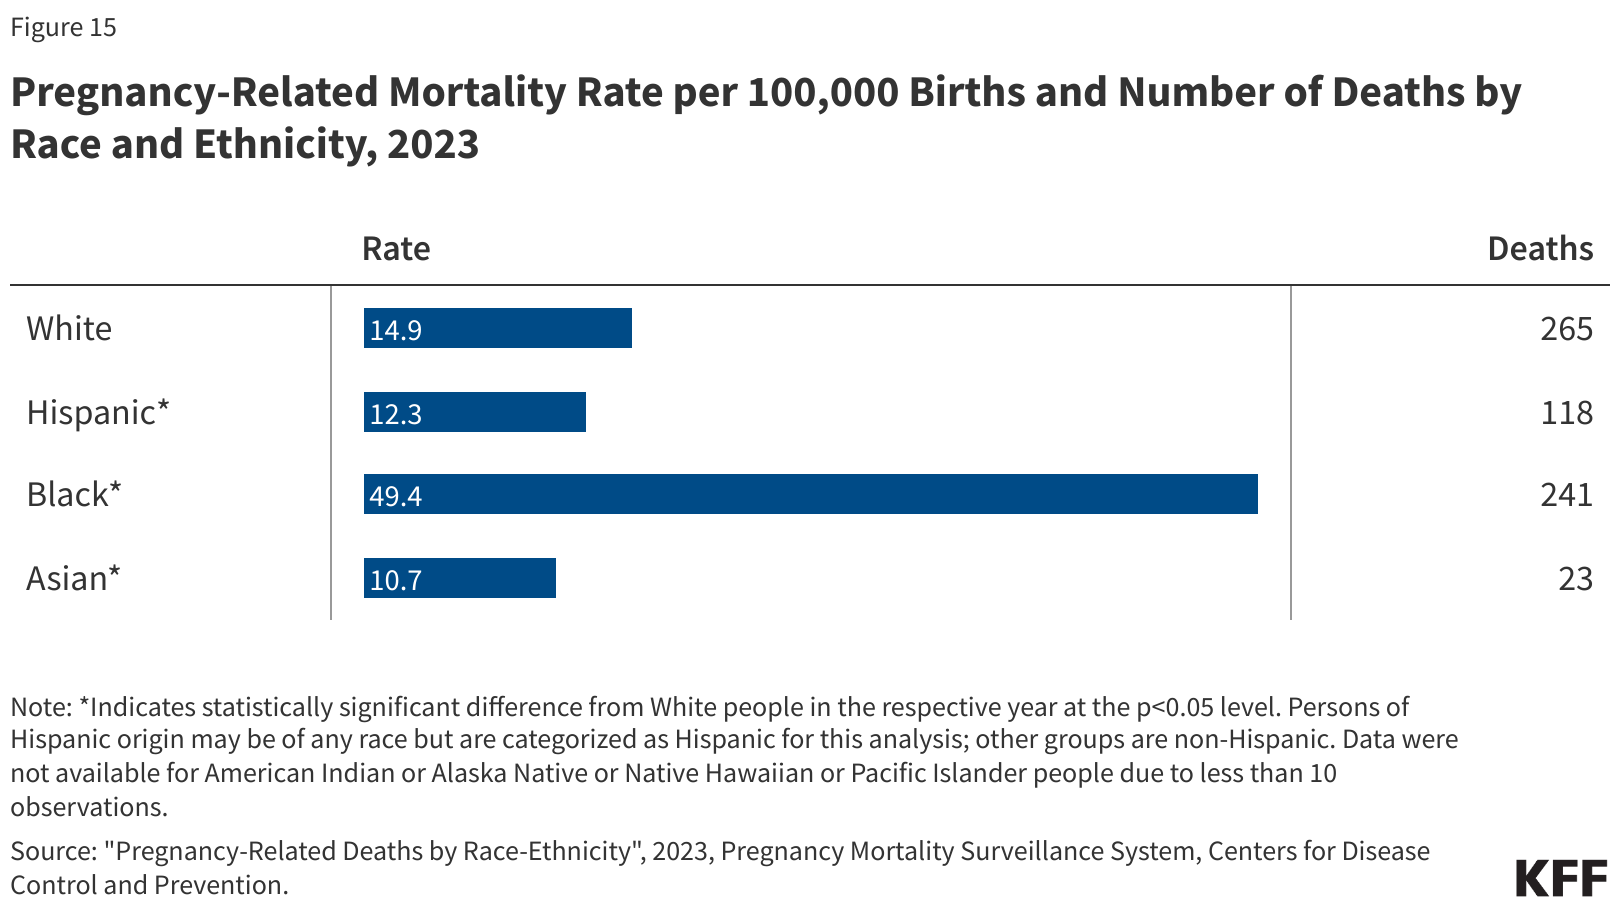 Figure 15
Pregnancy-Related Mortality Rate per 100,000 Births and Number of Deaths by
Race and Ethnicity, 2023
Rate Deaths
White 14.9 265
Hispanic* 12.3 118
Black* 49.4 241
Asian* 10.7 23
Note: *Indicates statistically significant difference from White people in the respective year at the p<0.05 level. Persons of
Hispanic origin may be of any race but are categorized as Hispanic for this analysis; other groups are non-Hispanic. Data were
not available for American Indian or Alaska Native or Native Hawaiian or Pacific Islander people due to less than 10
observations.
Source: "Pregnancy-Related Deaths by Race-Ethnicity", 2023, Pregnancy Mortality Surveillance System, Centers for Disease
Control and Prevention.
KFF